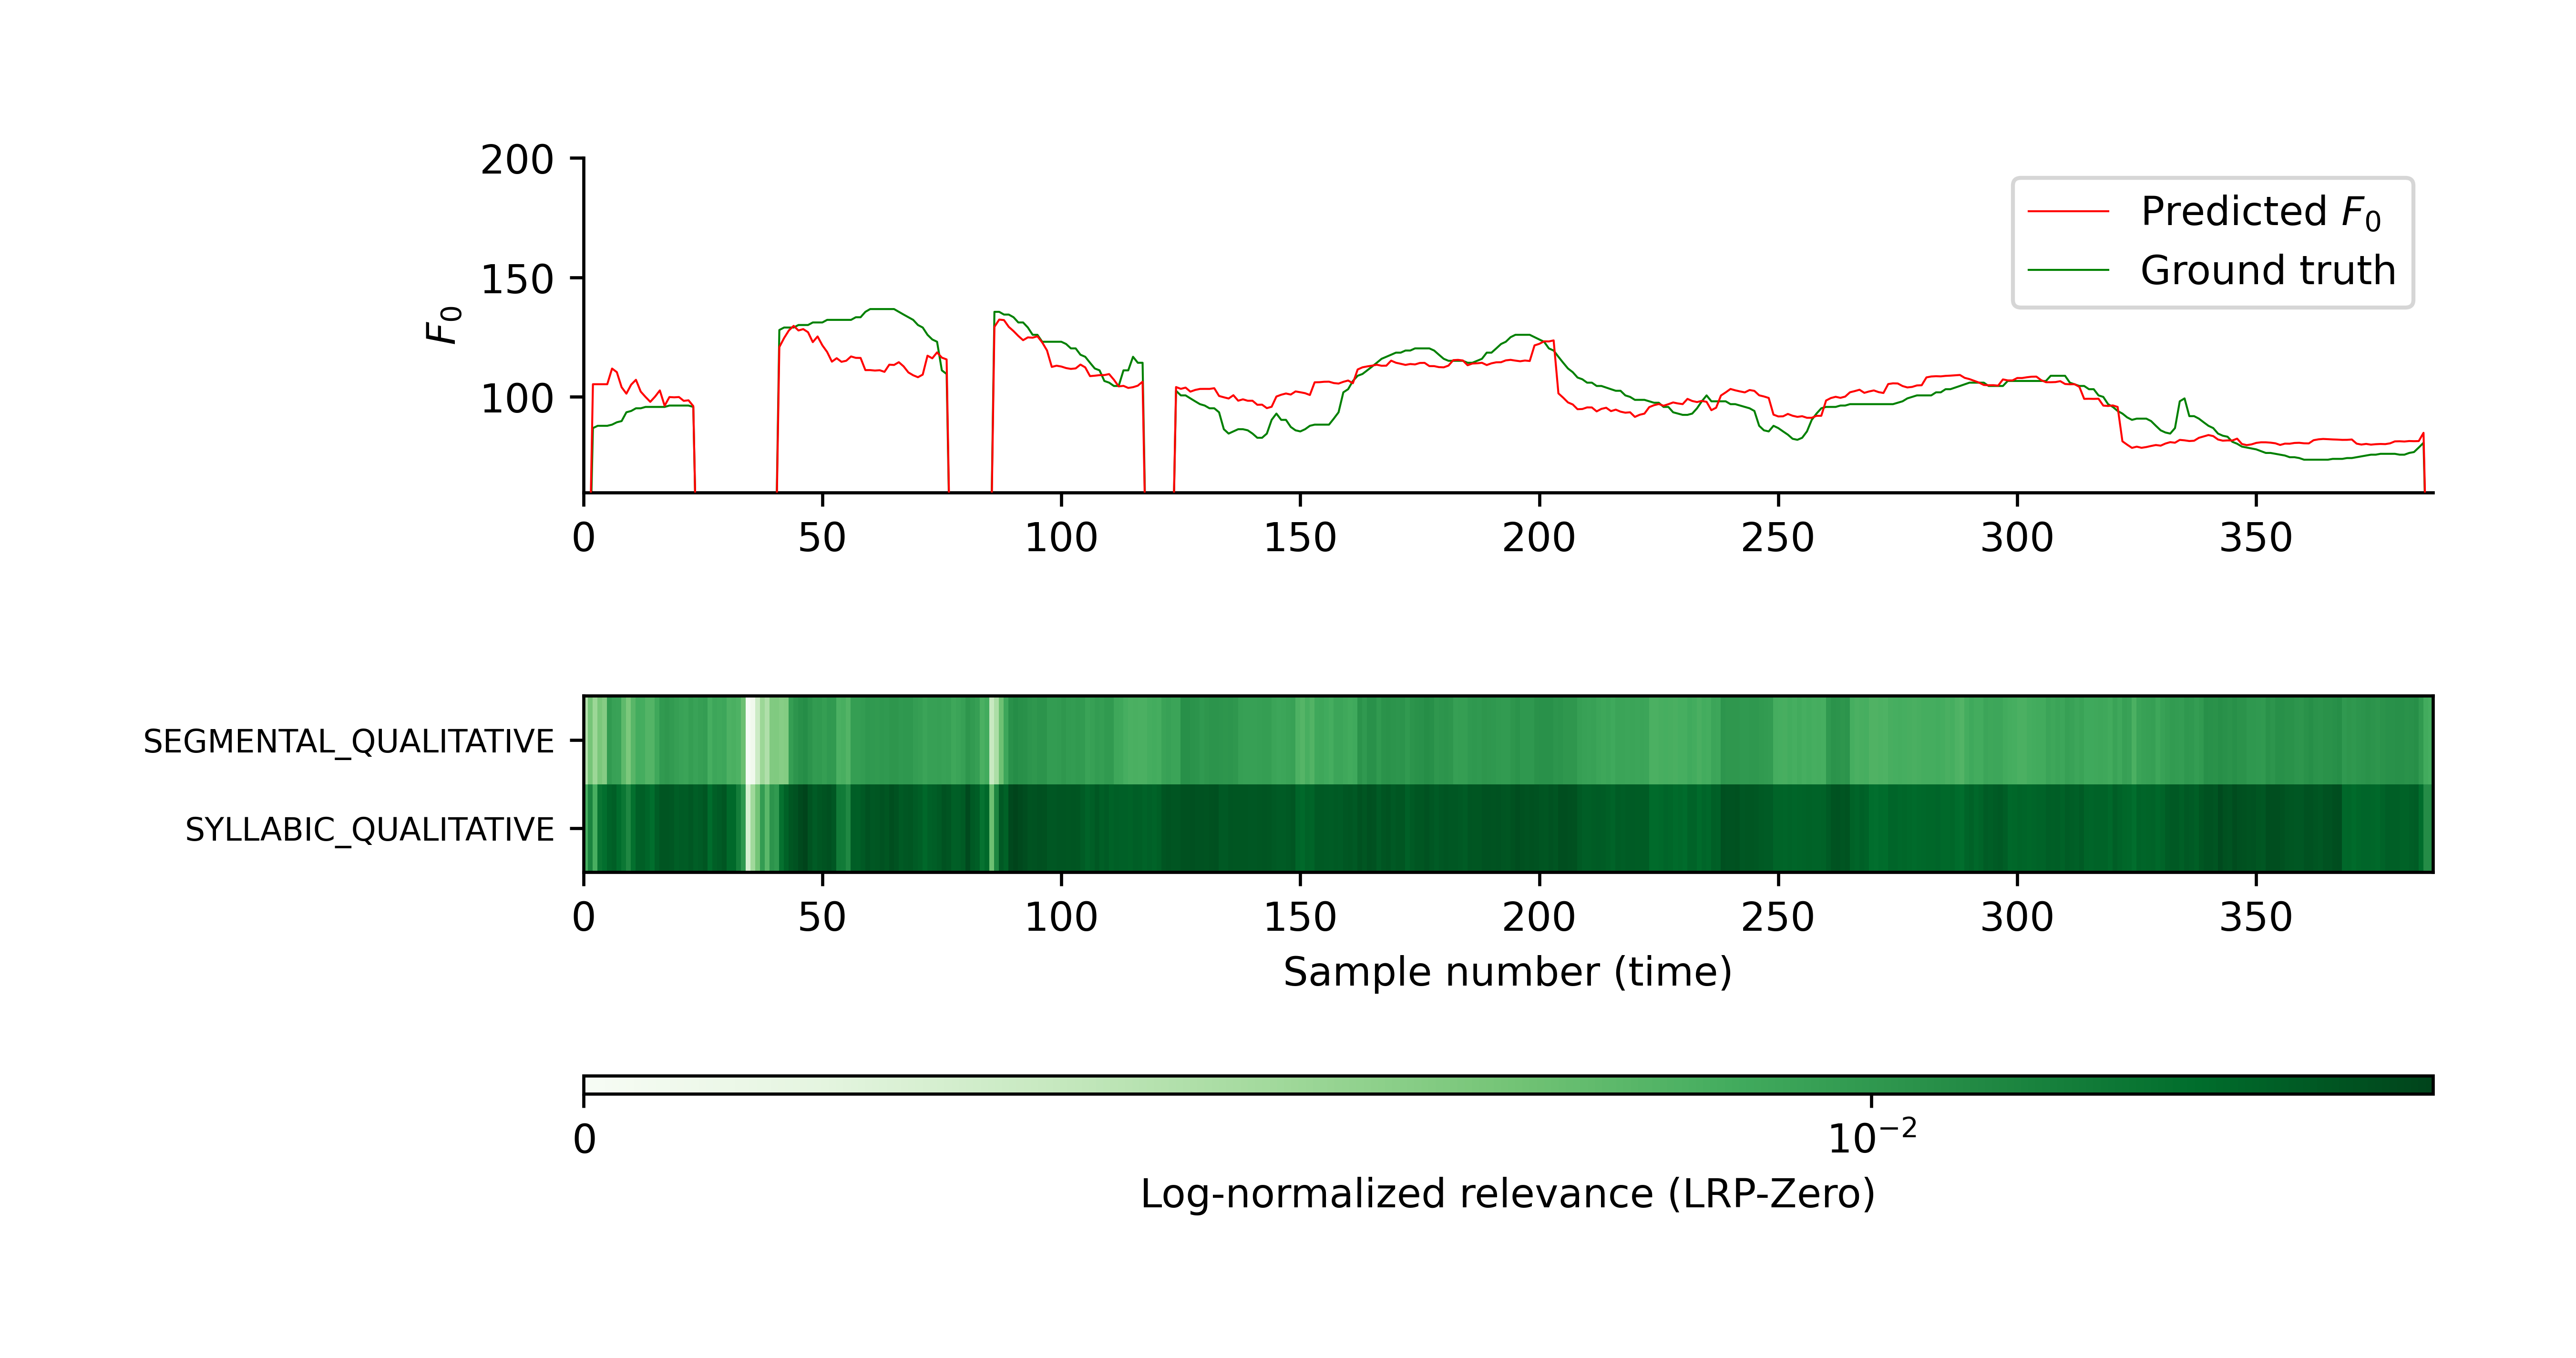 200
150
100
F₀
Predicted F₀
Ground truth
0 50 100 150 200 250 300 350
SEGMENTAL_QUALITATIVE
SYLLABIC_QUALITATIVE
0 50 100 150 200 250 300 350
Sample number (time)
0 10⁻²
Log-normalized relevance (LRP-Zero)